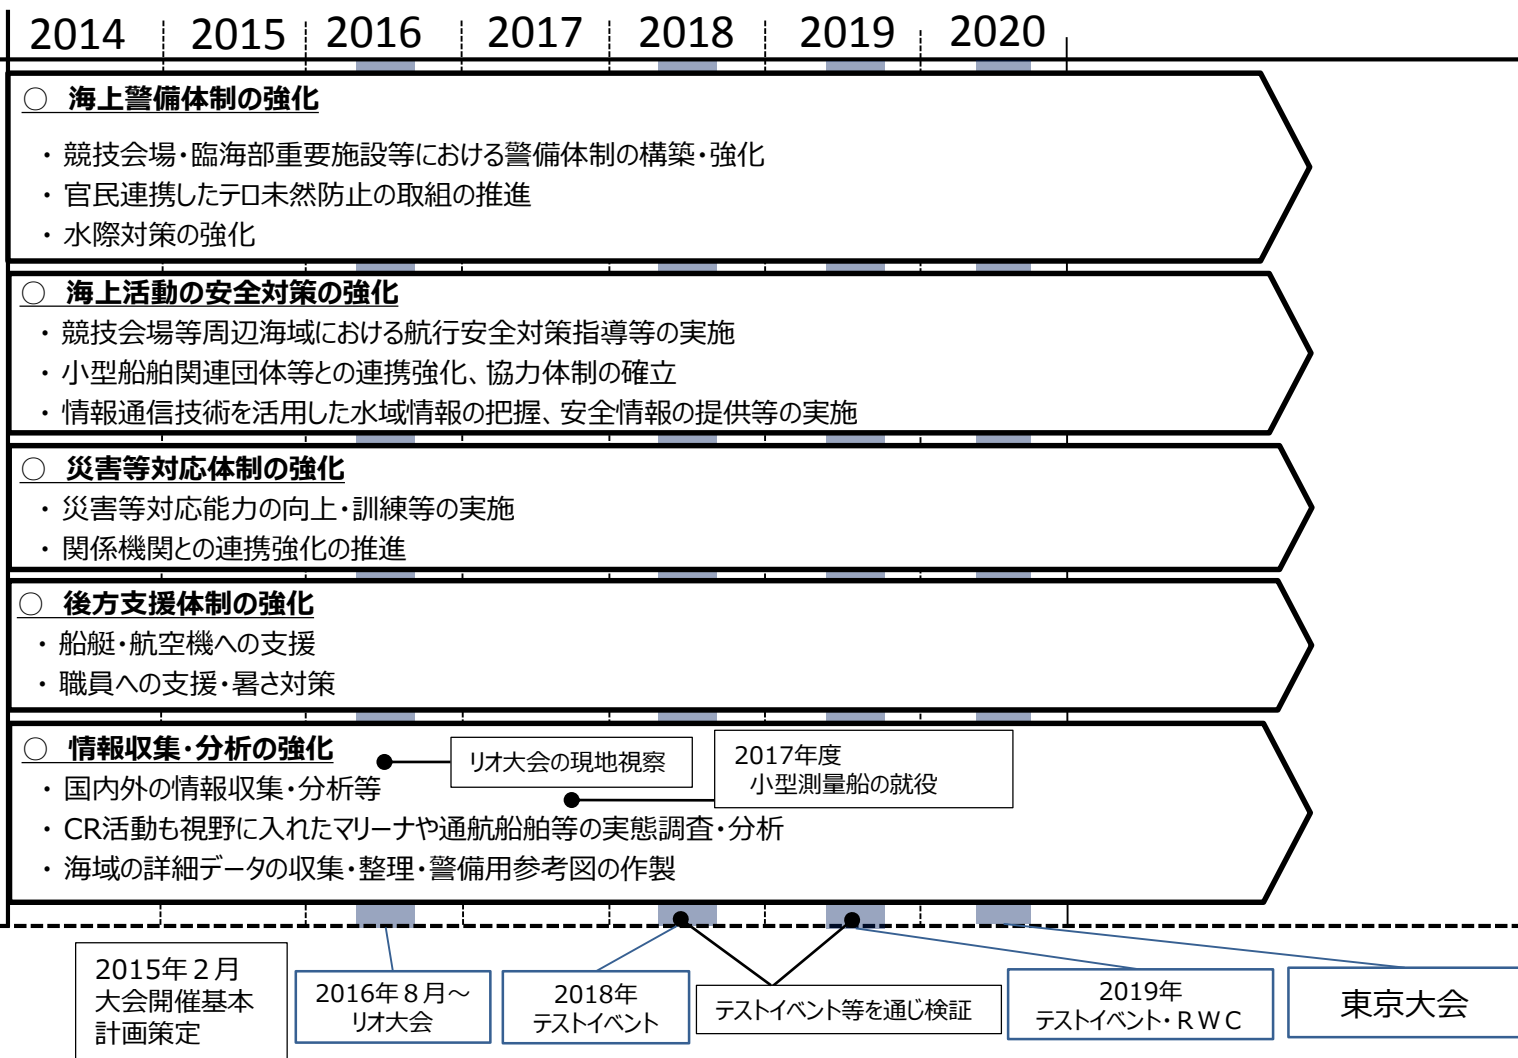 2014 2015 2016 2017 2018 2019 2020
○ 海上警備体制の強化
・ 競技会場・臨海部重要施設等における警備体制の構築・強化
・ 官民連携したテロ未然防止の取組の推進
・ 水際対策の強化
○ 海上活動の安全対策の強化
・ 競技会場等周辺海域における航行安全対策指導等の実施
・ 小型船舶関連団体等との連携強化、協力体制の確立
・ 情報通信技術を活用した水域情報の把握、安全情報の提供等の実施
○ 災害等対応体制の強化
・ 災害等対応能力の向上・訓練等の実施
・ 関係機関との連携強化の推進
○ 後方支援体制の強化
・ 船艇・航空機への支援
・ 職員への支援・暑さ対策
○ 情報収集・分析の強化
リオ大会の現地視察
2017年度
小型測量船の就役
・ 国内外の情報収集・分析等
・ CR活動も視野に入れたマリーナや通航船舶等の実態調査・分析
・ 海域の詳細データの収集・整理・警備用参考図の作製
2015年２月
大会開催基本
計画策定
2016年８月～
リオ大会
2018年
テストイベント
テストイベント等を通じ検証
2019年
テストイベント・ＲＷＣ
東京大会